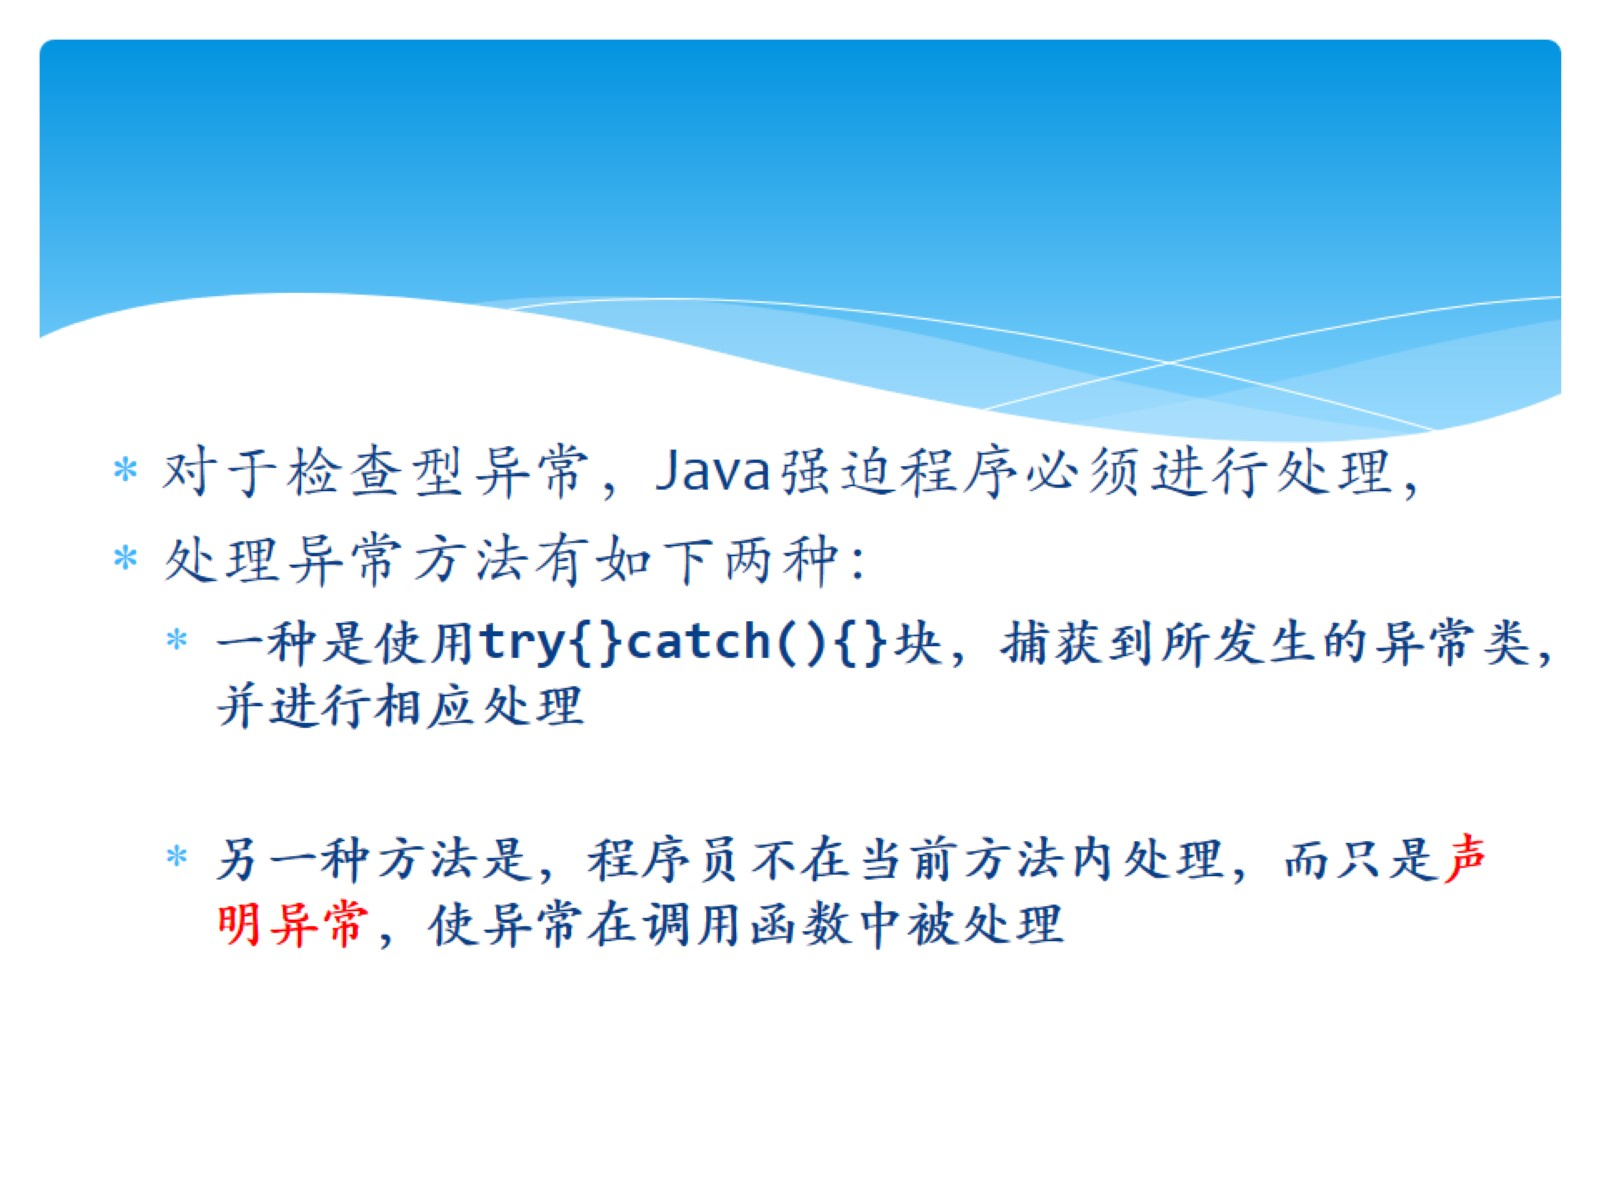 * 对于检查型异常，Java强迫程序必须进行处理，
* 处理异常方法有如下两种：
* 一种是使用try{}catch(){}块，捕获到所发生的异常类，
并进行相应处理
* 另一种方法是，程序员不在当前方法内处理，而只是声
明异常，使异常在调用函数中被处理